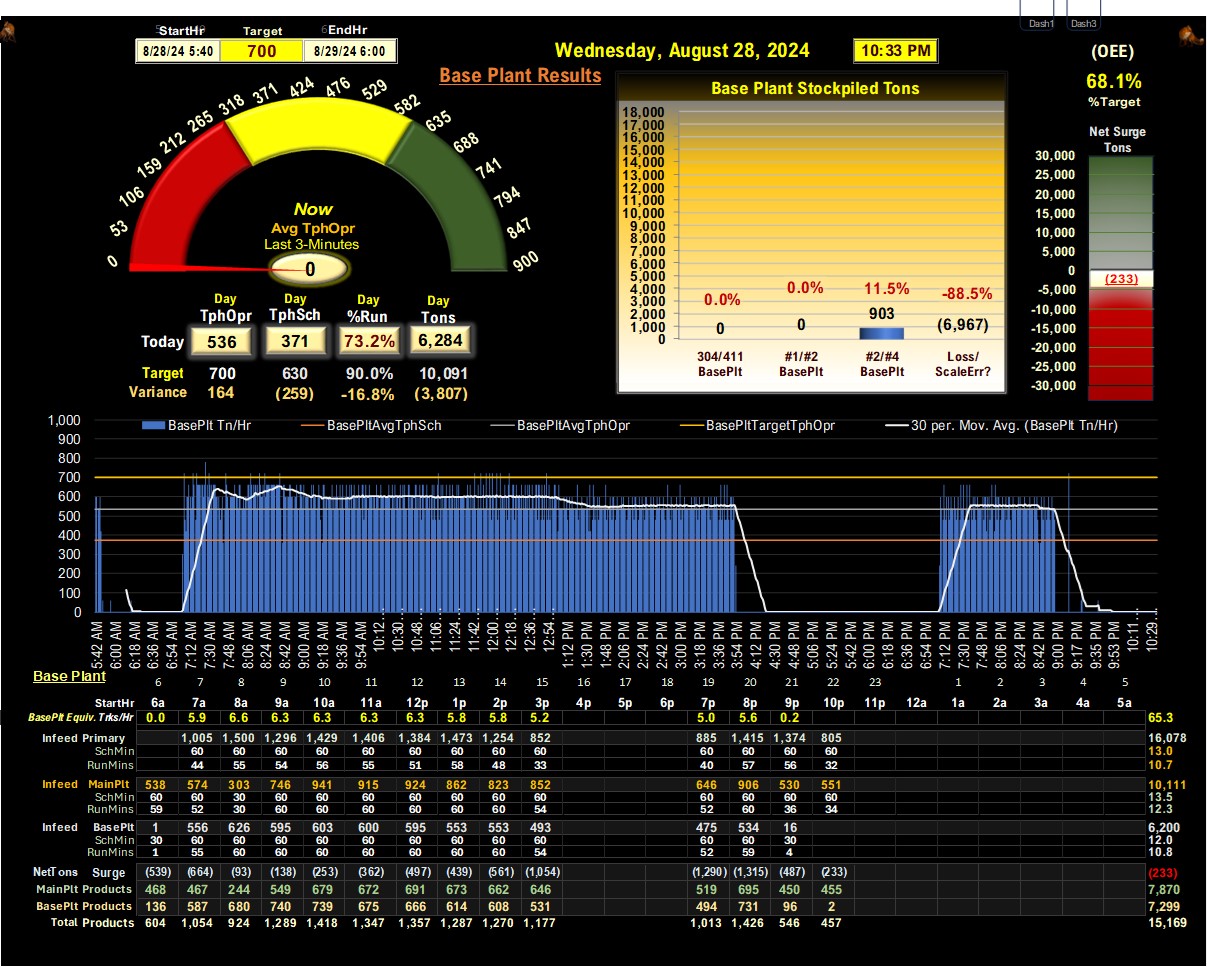 Dash1 Dash3
StartHr Target EndHr
8/28/24 5:40 700 8/29/24 6:00
Wednesday, August 28, 2024 10:33 PM
(OEE)
68.1%
%Target
Base Plant Results
0 53 106 159 212 265 318 371 424 476 529 582 635 688 741 794 847 900
Now
Avg TphOpr
Last 3-Minutes
0
Day Day Day Day
TphOpr TphSch %Run Tons
Today 536 371 73.2% 6,284
Target 700 630 90.0% 10,091
Variance 164 (259) -16.8% (3,807)
Base Plant Stockpiled Tons
18,000
17,000
16,000
15,000
14,000
13,000
12,000
11,000
10,000
9,000
8,000
7,000
6,000
5,000
4,000
3,000
2,000
1,000
0
0.0% 0.0% 11.5% -88.5%
0 0 903 (6,967)
304/411 #1/#2 #2/#4 Loss/
BasePlt BasePlt BasePlt ScaleErr?
Net Surge
Tons
30,000
25,000
20,000
15,000
10,000
5,000
0
(233)
-5,000
-10,000
-15,000
-20,000
-25,000
-30,000
BasePlt Tn/Hr BasePltAvgTphSch BasePltAvgTphOpr BasePltTargetTphOpr 30 per. Mov. Avg. (BasePlt Tn/Hr)
1,000
900
800
700
600
500
400
300
200
100
0
5:42 AM 6:00 AM 6:18 AM 6:36 AM 6:54 AM 7:12 AM 7:30 AM 7:48 AM 8:06 AM 8:24 AM 8:42 AM 9:00 AM 9:18 AM 9:36 AM 9:54 AM 10:12... 10:30... 10:48... 11:06... 11:24... 11:42... 12:00... 12:18... 12:36... 12:54... 1:12 PM 1:30 PM 1:48 PM 2:06 PM 2:24 PM 2:42 PM 3:00 PM 3:18 PM 3:36 PM 3:54 PM 4:12 PM 4:30 PM 4:48 PM 5:06 PM 5:24 PM 5:42 PM 6:00 PM 6:18 PM 6:36 PM 6:54 PM 7:12 PM 7:30 PM 7:48 PM 8:06 PM 8:24 PM 8:42 PM 9:00 PM 9:17 PM 9:35 PM 9:53 PM 10:11... 10:29...
Base Plant
6 7 8 9 10 11 12 13 14 15 16 17 18 19 20 21 22 23 1 2 3 4 5
StartHr 6a 7a 8a 9a 10a 11a 12p 1p 2p 3p 4p 5p 6p 7p 8p 9p 10p 11p 12a 1a 2a 3a 4a 5a
BasePlt Equiv. Trks/Hr 0.0 5.9 6.6 6.3 6.3 6.3 6.3 5.8 5.8 5.2 5.0 5.6 0.2 65.3
Infeed Primary 1,005 1,500 1,296 1,429 1,406 1,384 1,473 1,254 852 885 1,415 1,374 805 16,078
SchMin 60 60 60 60 60 60 60 60 60 60 60 60 60 13.0
RunMins 44 55 54 56 55 51 58 48 33 40 57 56 32 10.7
Infeed MainPlt 538 574 303 746 941 915 924 862 823 852 646 906 530 551 10,111
SchMin 60 60 30 60 60 60 60 60 60 60 60 60 60 60 13.5
RunMins 59 52 30 60 60 60 60 60 60 54 52 60 36 34 12.3
Infeed BasePlt 1 556 626 595 603 600 595 553 553 493 475 534 16 6,200
SchMin 30 60 60 60 60 60 60 60 60 60 60 60 30 12.0
RunMins 1 55 60 60 60 60 60 60 60 54 52 59 4 10.8
NetTons Surge (539) (664) (93) (138) (253) (362) (497) (439) (561) (1,054) (1,290) (1,315) (487) (233) (233)
MainPlt Products 468 467 244 549 679 672 691 673 662 646 519 695 450 455 7,870
BasePlt Products 136 587 680 740 739 675 666 614 608 531 494 731 96 2 7,299
Total Products 604 1,054 924 1,289 1,418 1,347 1,357 1,287 1,270 1,177 1,013 1,426 546 457 15,169